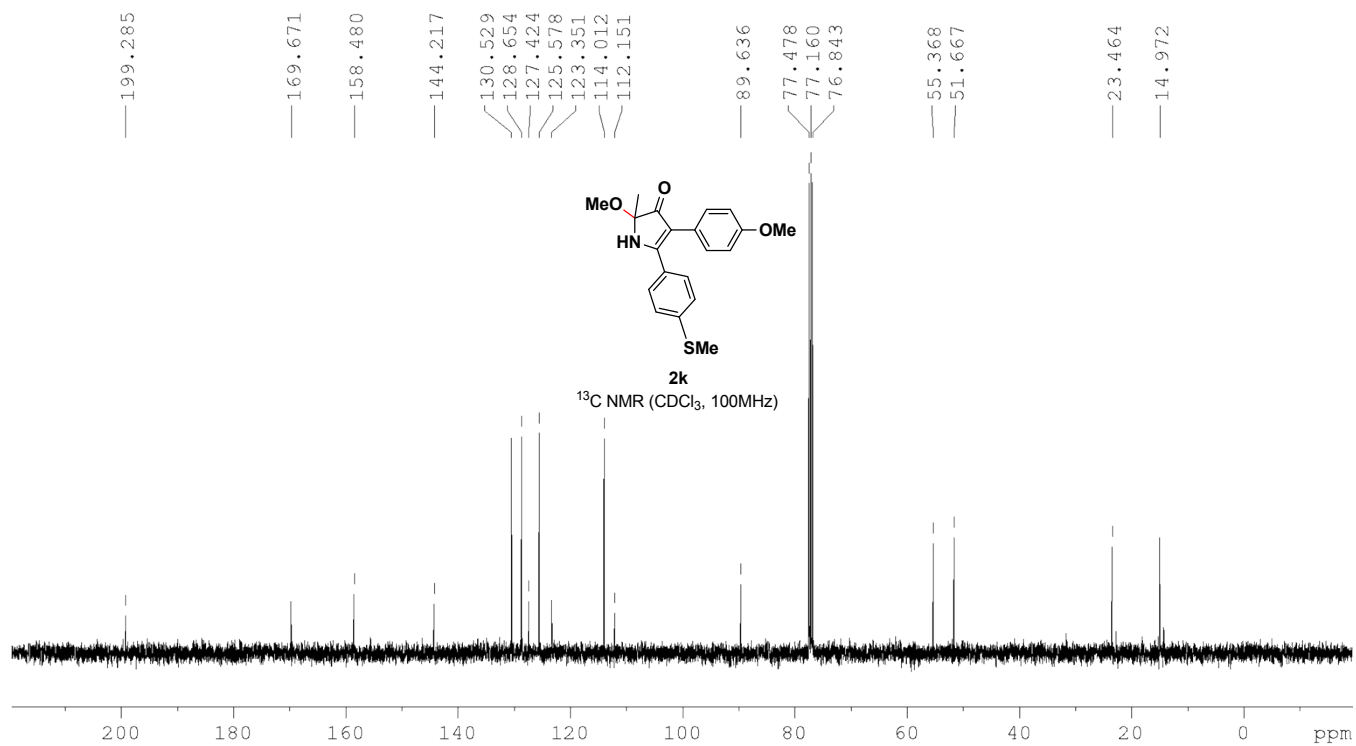 199.285
169.671
158.480
144.217
130.529
128.654
127.424
125.578
123.351
114.012
112.151
89.636
77.478
77.160
76.843
55.368
51.667
23.464
14.972
MeO
O
OMe
HN
SMe
2k
¹³C NMR (CDCl₃, 100MHz)
200 180 160 140 120 100 80 60 40 20 0 ppm